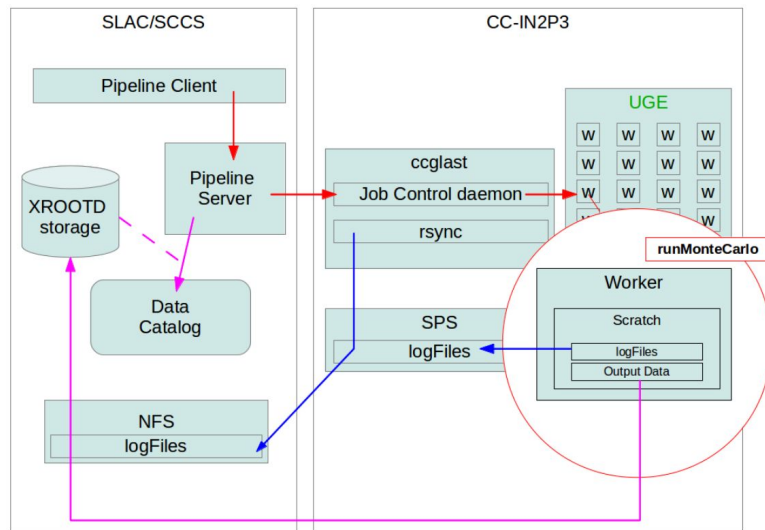 SLAC/SCCS
CC-IN2P3
Pipeline Client
Pipeline
Server
XROOTD
storage
Data
Catalog
NFS
logFiles
ccglast
Job Control daemon
rsync
SPS
logFiles
UGE
W W W W
W W W W
W W W W
W W
runMonteCarlo
Worker
Scratch
logFiles
Output Data